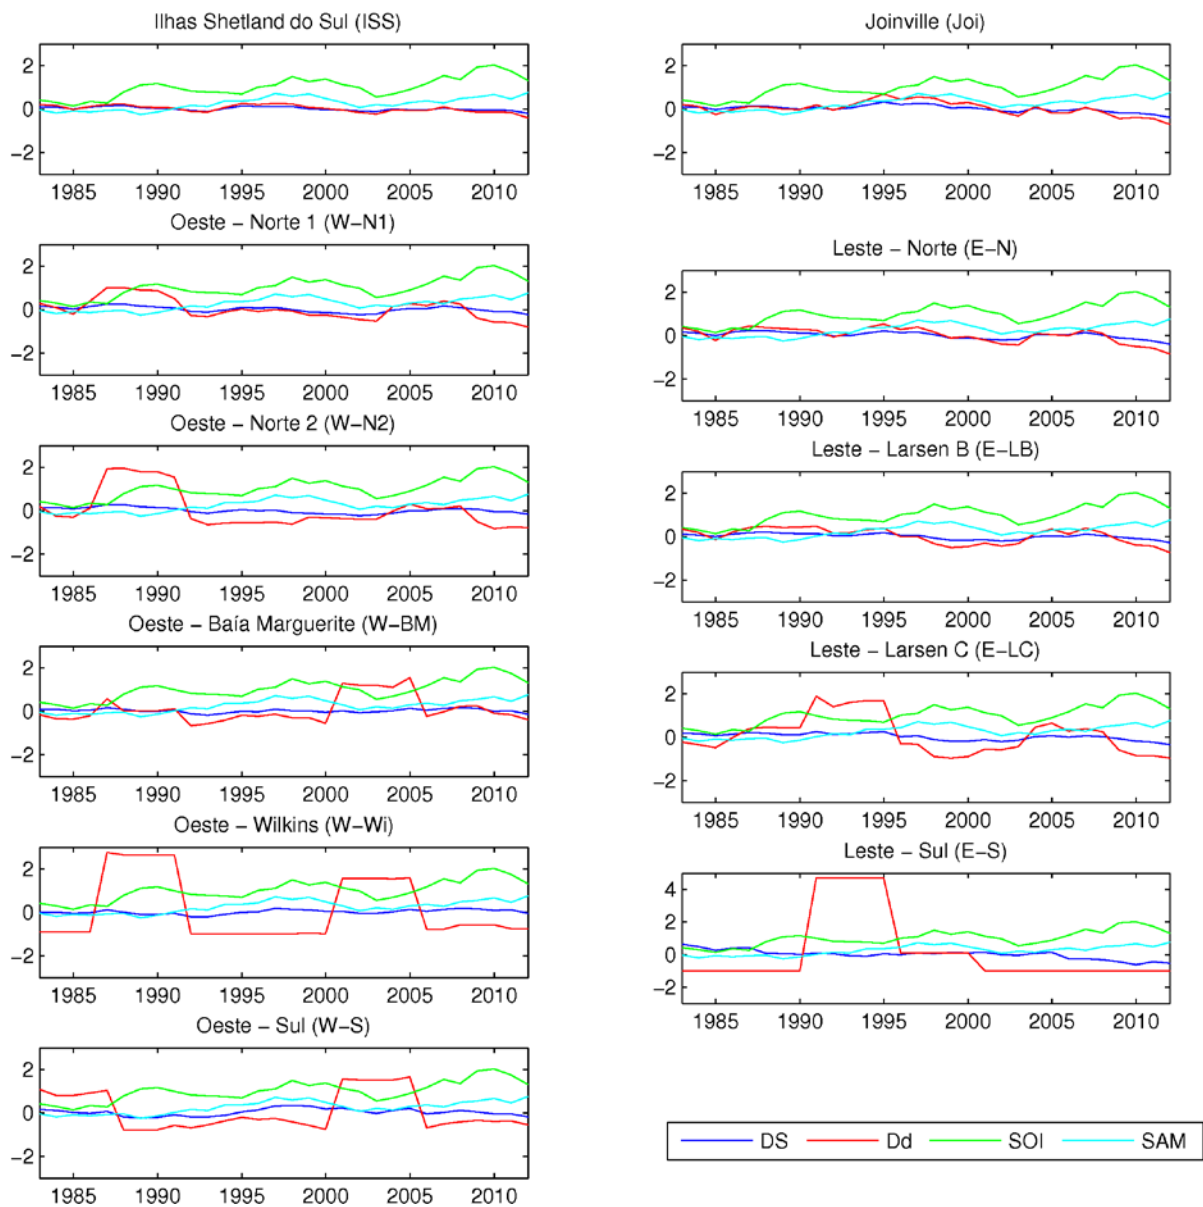 Ilhas Shetland do Sul (ISS)
2
0
−2
1985 1990 1995 2000 2005 2010
Oeste − Norte 1 (W−N1)
2
0
−2
1985 1990 1995 2000 2005 2010
Oeste − Norte 2 (W−N2)
2
0
−2
1985 1990 1995 2000 2005 2010
Oeste − Baía Marguerite (W−BM)
2
0
−2
1985 1990 1995 2000 2005 2010
Oeste − Wilkins (W−Wi)
2
0
−2
1985 1990 1995 2000 2005 2010
Oeste − Sul (W−S)
2
0
−2
1985 1990 1995 2000 2005 2010
Joinville (Joi)
2
0
−2
1985 1990 1995 2000 2005 2010
Leste − Norte (E−N)
2
0
−2
1985 1990 1995 2000 2005 2010
Leste − Larsen B (E−LB)
2
0
−2
1985 1990 1995 2000 2005 2010
Leste − Larsen C (E−LC)
2
0
−2
1985 1990 1995 2000 2005 2010
Leste − Sul (E−S)
4
2
0
−2
1985 1990 1995 2000 2005 2010
DS Dd SOI SAM